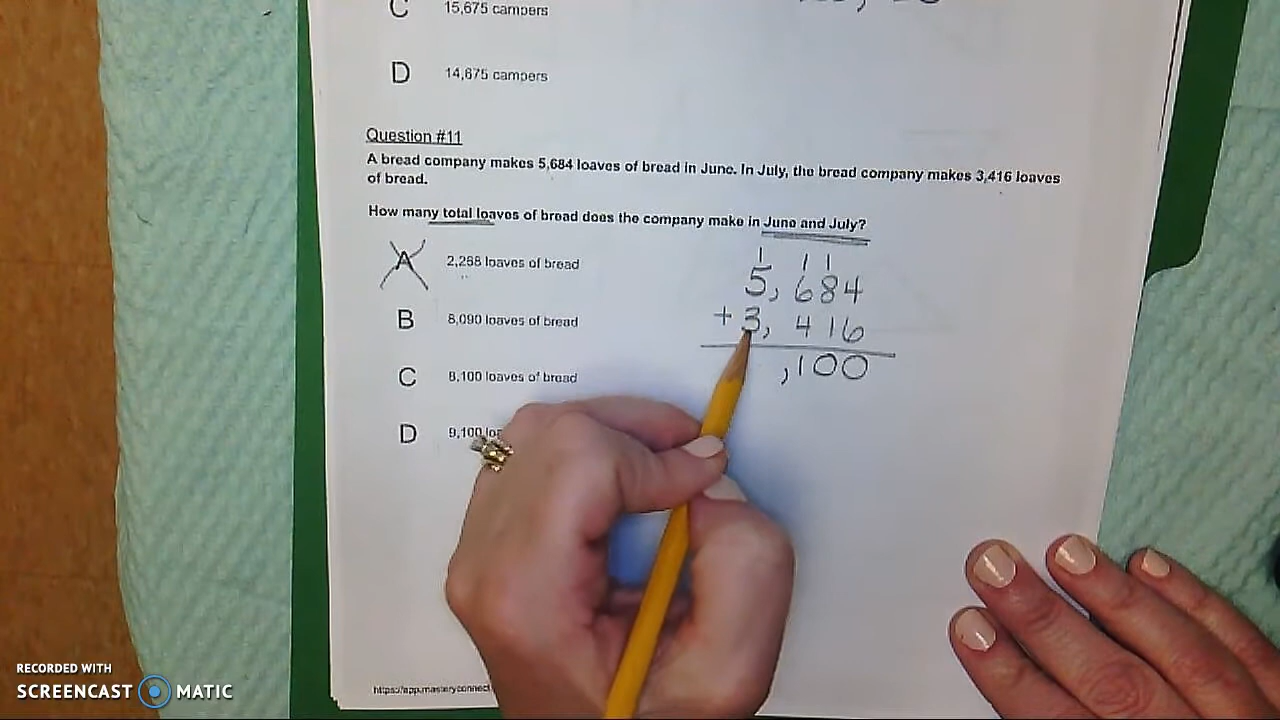 C 15,675 campers
D 14,675 campers
Question #11
A bread company makes 5,684 loaves of bread in June. In July, the bread company makes 3,416 loaves
of bread.
How many total loaves of bread does the company make in June and July?
A 2,268 loaves of bread
B 8,090 loaves of bread
C 8,100 loaves of bread
D 9,100
1 1 1
5,684
+ 3,416
,100
https://app.masteryconnect
RECORDED WITH
SCREENCAST MATIC